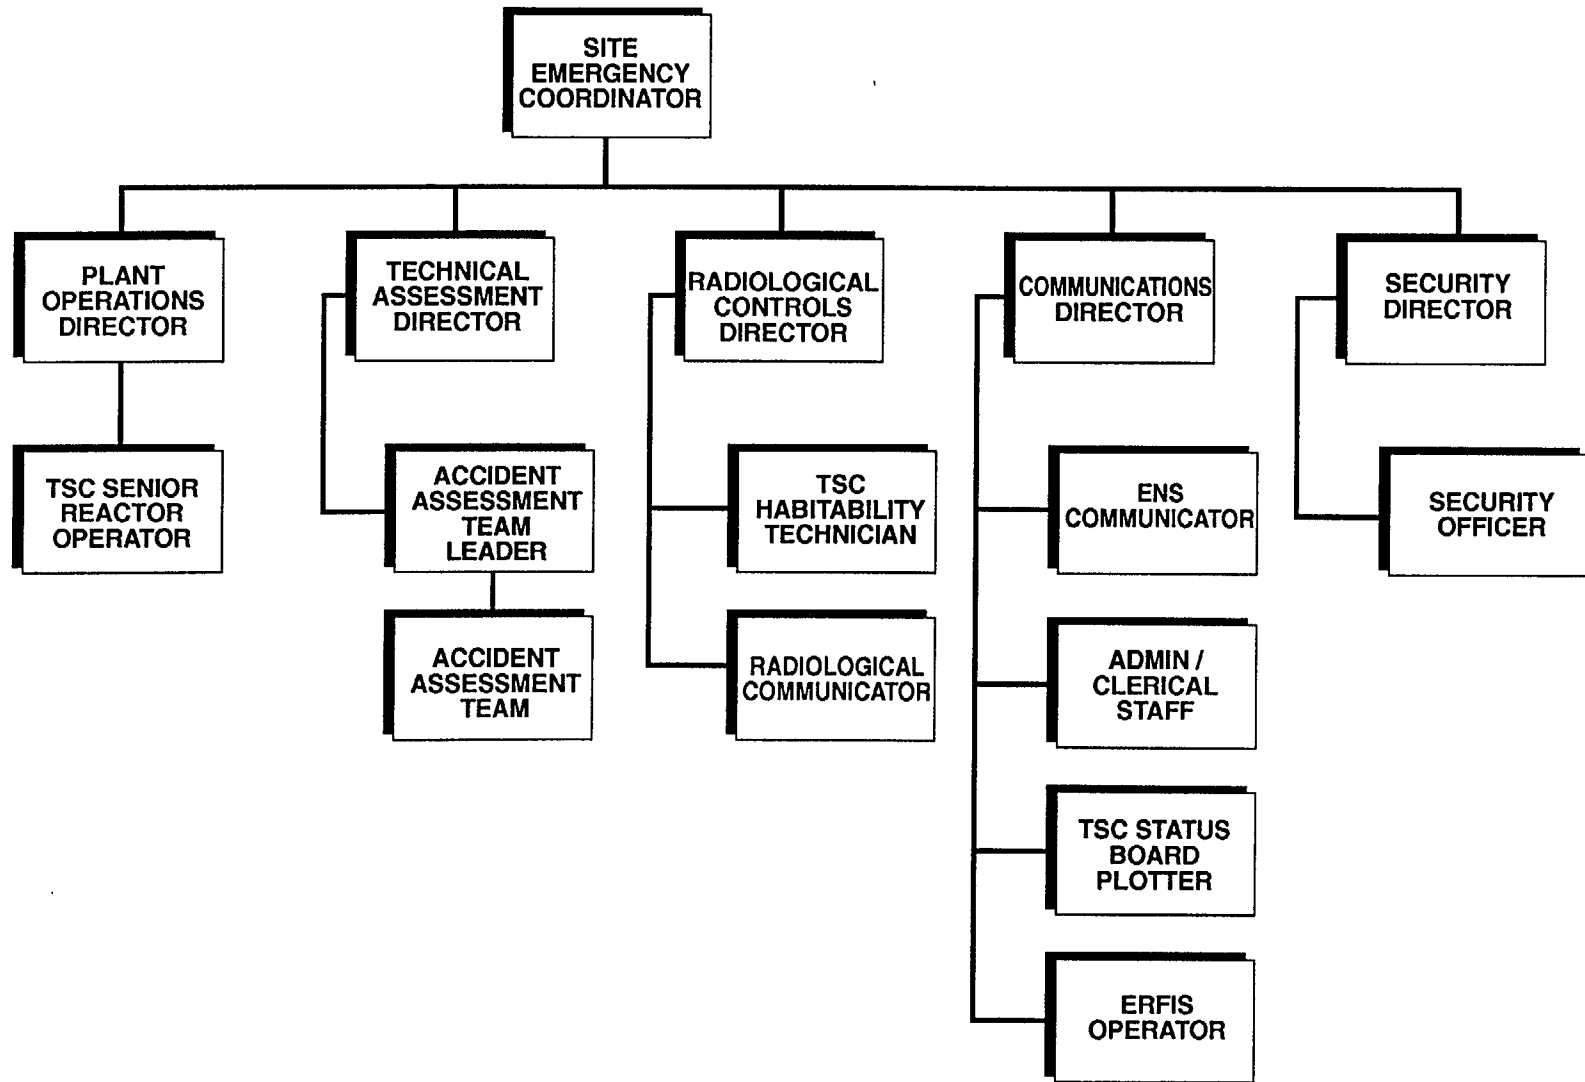 SITE
EMERGENCY
COORDINATOR
PLANT
OPERATIONS
DIRECTOR
TECHNICAL
ASSESSMENT
DIRECTOR
RADIOLOGICAL
CONTROLS
DIRECTOR
COMMUNICATIONS
DIRECTOR
SECURITY
DIRECTOR
TSC SENIOR
REACTOR
OPERATOR
ACCIDENT
ASSESSMENT
TEAM
LEADER
TSC
HABITABILITY
TECHNICIAN
ENS
COMMUNICATOR
SECURITY
OFFICER
ACCIDENT
ASSESSMENT
TEAM
RADIOLOGICAL
COMMUNICATOR
ADMIN /
CLERICAL
STAFF
TSC STATUS
BOARD
PLOTTER
ERFIS
OPERATOR